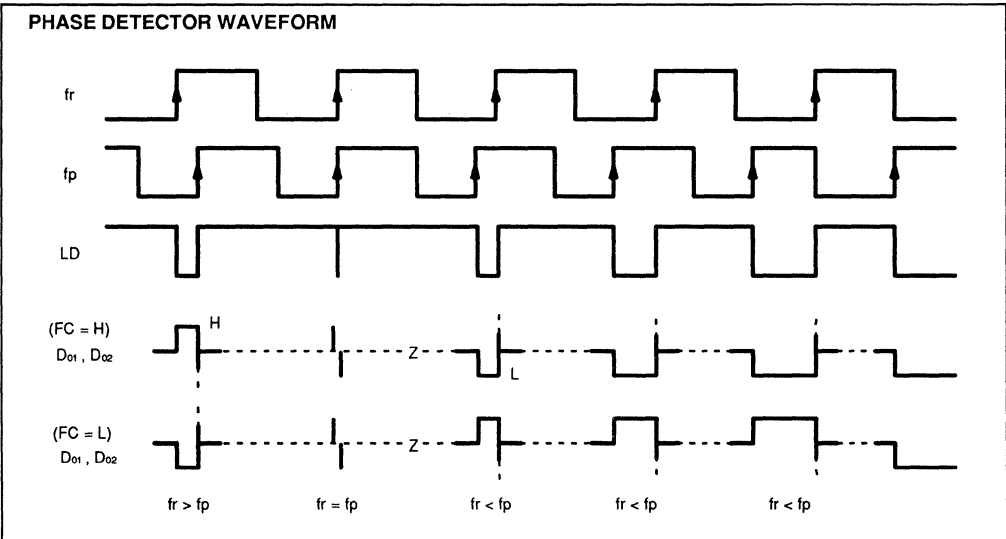 PHASE DETECTOR WAVEFORM
fr
fp
LD
(FC = H)
D01 , D02
H
Z
L
(FC = L)
D01 , D02
Z
fr > fp
fr = fp
fr < fp
fr < fp
fr < fp